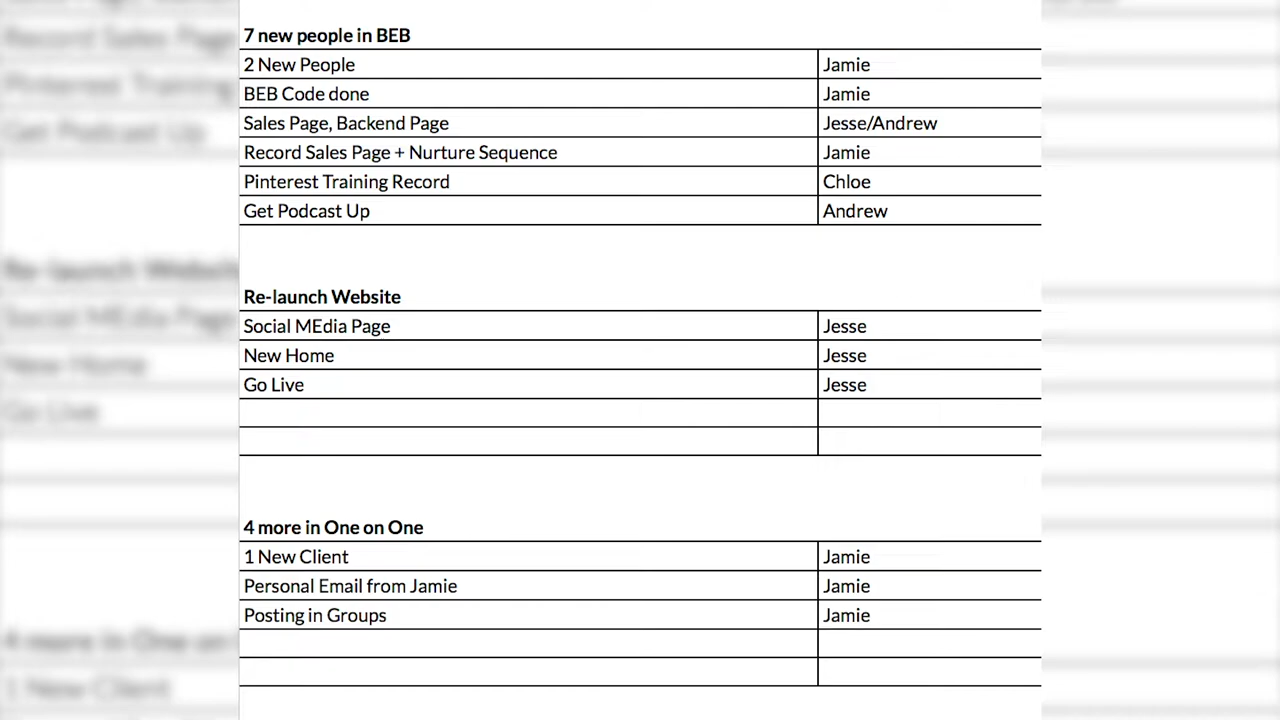 7 new people in BEB
2 New People Jamie
BEB Code done Jamie
Sales Page, Backend Page Jesse/Andrew
Record Sales Page + Nurture Sequence Jamie
Pinterest Training Record Chloe
Get Podcast Up Andrew
Re-launch Website
Social MEdia Page Jesse
New Home Jesse
Go Live Jesse
4 more in One on One
1 New Client Jamie
Personal Email from Jamie Jamie
Posting in Groups Jamie